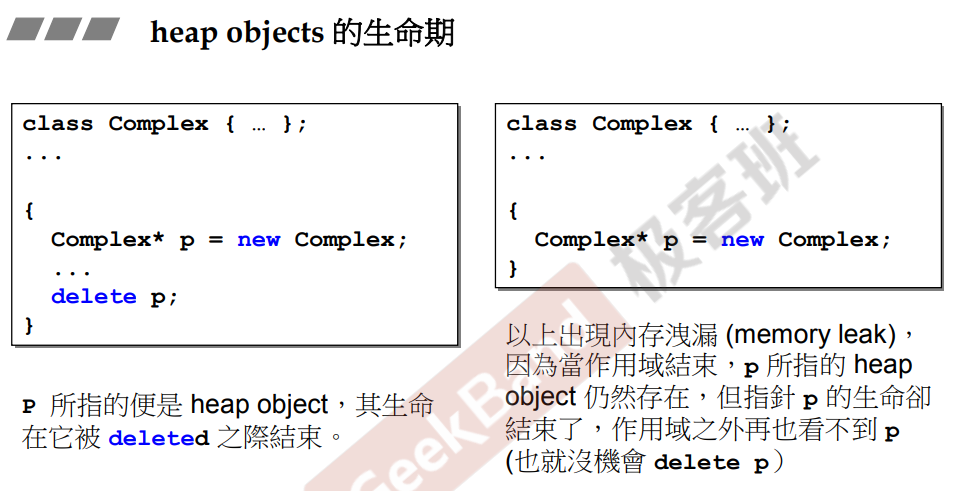 heap objects 的生命期
class Complex { … };
...
{
Complex* p = new Complex;
...
delete p;
}
P 所指的便是 heap object，其生命
在它被 deleted 之際結束。
class Complex { … };
...
{
Complex* p = new Complex;
}
以上出現內存洩漏 (memory leak)，
因為當作用域結束，p 所指的 heap
object 仍然存在，但指針 p 的生命卻
結束了，作用域之外再也看不到 p
(也就沒機會 delete p）
GeekBand 极客班